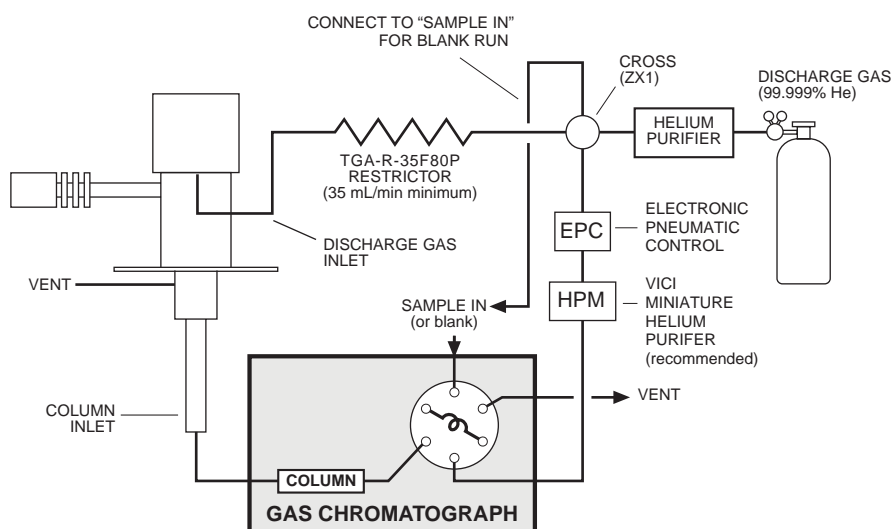 CONNECT TO “SAMPLE IN”
FOR BLANK RUN
CROSS
(ZX1)
DISCHARGE GAS
(99.999% He)
HELIUM
PURIFIER
TGA-R-35F80P
RESTRICTOR
(35 mL/min minimum)
DISCHARGE GAS
INLET
EPC
ELECTRONIC
PNEUMATIC
CONTROL
VENT
SAMPLE IN
(or blank)
HPM
VICI
MINIATURE
HELIUM
PURIFER
(recommended)
VENT
COLUMN
INLET
COLUMN
GAS CHROMATOGRAPH